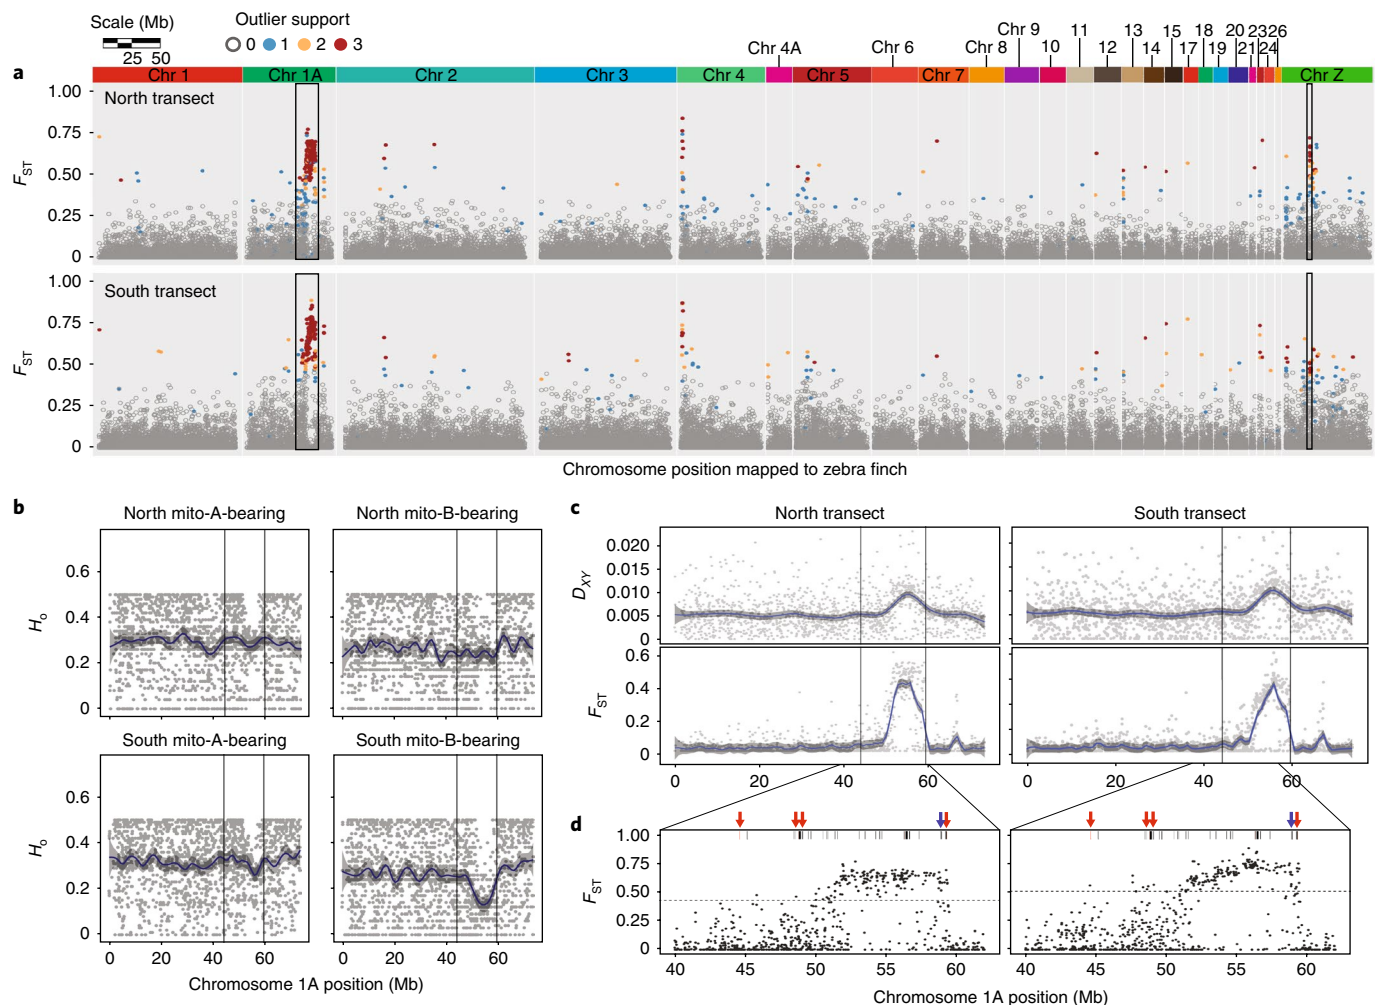 Scale (Mb)
25 50
Outlier support
0 1 2 3
Chr 9 11 13 15 18 20 23 26
Chr 4A Chr 6 Chr 8 10 12 14 17 19 21 24
a
Chr 1 Chr 1A Chr 2 Chr 3 Chr 4 Chr 5 Chr 7 Chr Z
North transect
1.00
0.75
0.50
0.25
0
FST
South transect
1.00
0.75
0.50
0.25
0
FST
Chromosome position mapped to zebra finch
b
North mito-A-bearing North mito-B-bearing
0.6
0.4
0.2
0
Ho
0 20 40 60 0 20 40 60
South mito-A-bearing South mito-B-bearing
0.6
0.4
0.2
0
Ho
0 20 40 60 0 20 40 60
Chromosome 1A position (Mb)
c
North transect South transect
0.020
0.015
0.010
0.005
0
DXY
0.6
0.4
0.2
0
FST
0 20 40 60 0 20 40 60
d
1.00
0.75
0.50
0.25
0
FST
40 45 50 55 60 40 45 50 55 60
Chromosome 1A position (Mb)